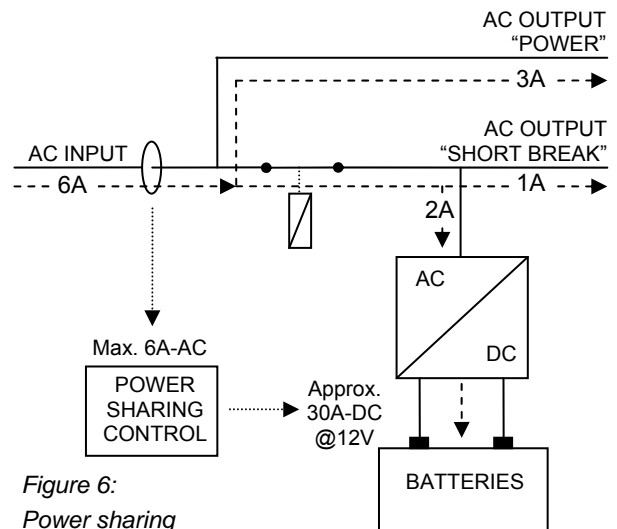 AC OUTPUT
“POWER”
3A
AC OUTPUT
“SHORT BREAK”
AC INPUT
6A
1A
2A
AC
DC
Max. 6A-AC
POWER
SHARING
CONTROL
Approx.
30A-DC
@12V
BATTERIES
Figure 6:
Power sharing